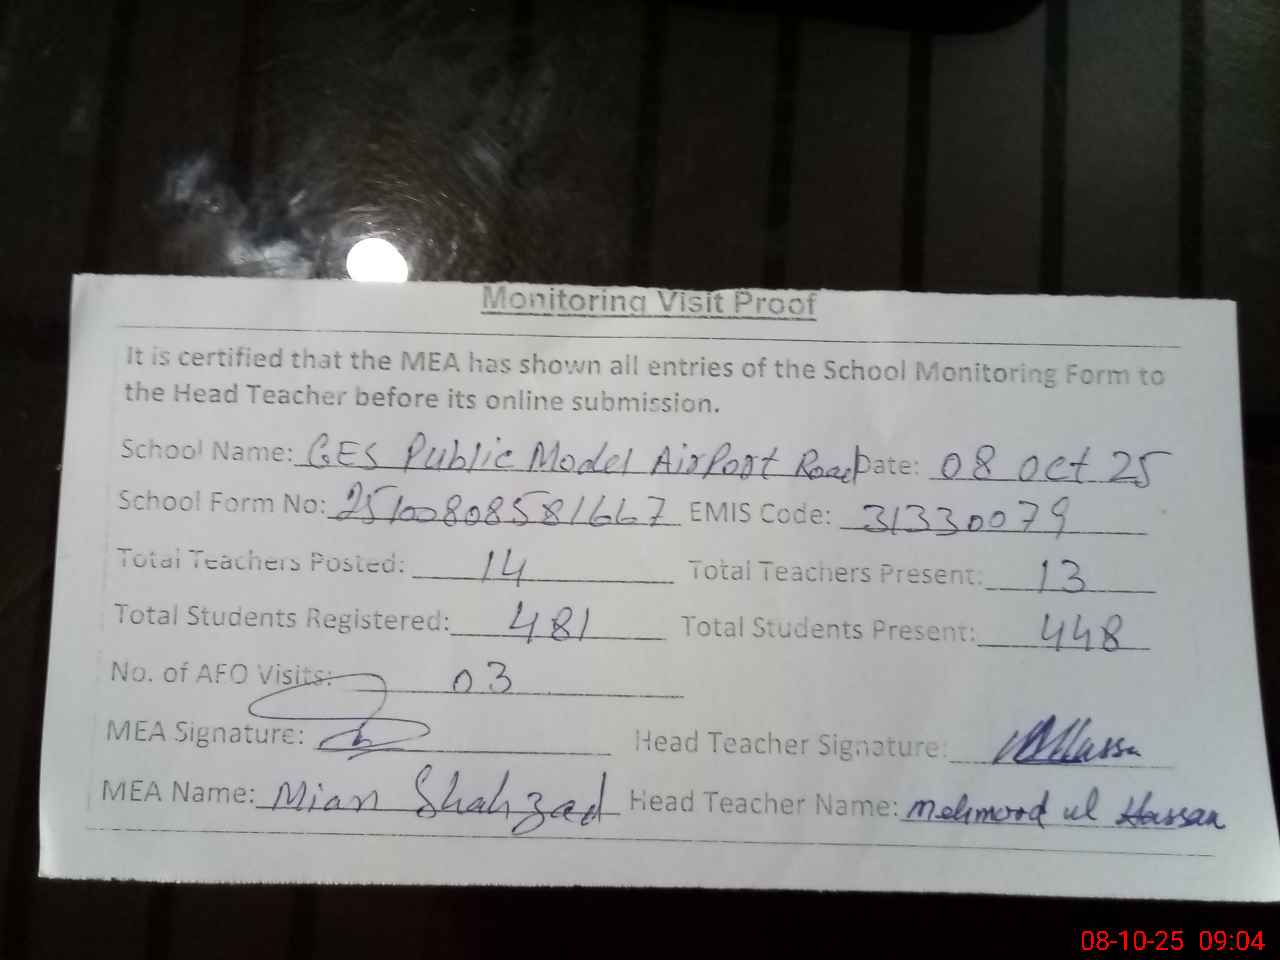 Monitoring Visit Proof
It is certified that the MEA has shown all entries of the School Monitoring Form to
the Head Teacher before its online submission.
School Name: GES Public Model AirPort Road Date: 08 Oct 25
School Form No: 25100808581667 EMIS Code: 31330079
Total Teachers Posted: 14 Total Teachers Present: 13
Total Students Registered: 481 Total Students Present: 448
No. of AFO Visits: 03
MEA Signature: Head Teacher Signature:
MEA Name: Mian Shahzad Head Teacher Name: Mehmood ul Hassan
08-10-25 09:04